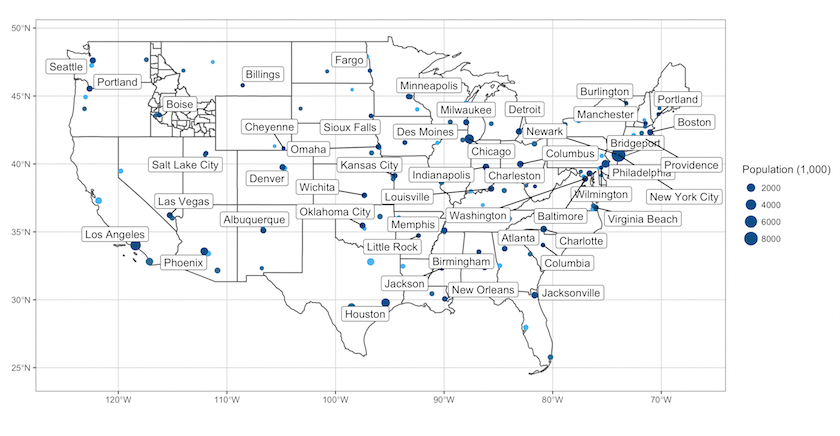 50°N
Fargo
Seattle
Billings
Portland
Minneapolis
45°N
Burlington
Portland
Boise
Milwaukee
Detroit
Manchester
Boston
Cheyenne
Sioux Falls
Des Moines
Newark
Bridgeport
Omaha
Chicago
Columbus
40°N
Salt Lake City
Kansas City
Providence
Population (1,000)
Denver
Indianapolis
Charleston
Philadelphia
2000
Wichita
Louisville
Wilmington
New York City
4000
Las Vegas
Oklahoma City
Washington
Baltimore
Virginia Beach
6000
Albuquerque
Memphis
35°N
Los Angeles
Little Rock
Atlanta
Charlotte
8000
Phoenix
Birmingham
Columbia
Jackson
New Orleans
Jacksonville
30°N
Houston
25°N
120°W
110°W
100°W
90°W
80°W
70°W